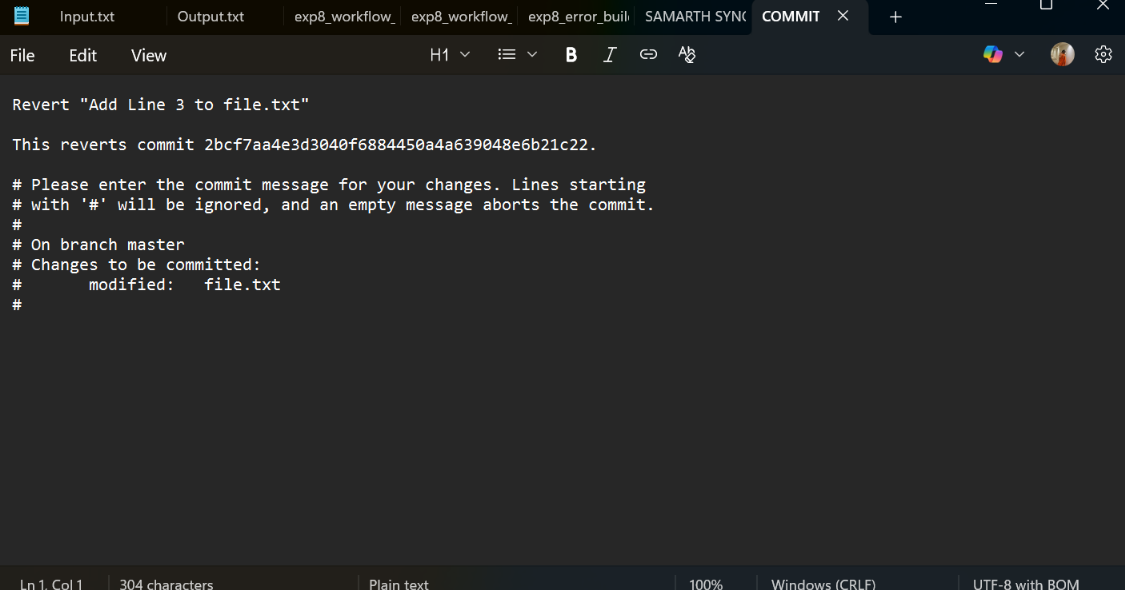 Input.txt Output.txt exp8_workflow_ exp8_workflow_ exp8_error_buil SAMARTH SYNC COMMIT
File Edit View H1 B I
Revert "Add Line 3 to file.txt"
This reverts commit 2bcf7aa4e3d3040f6884450a4a639048e6b21c22.
# Please enter the commit message for your changes. Lines starting
# with '#' will be ignored, and an empty message aborts the commit.
#
# On branch master
# Changes to be committed:
#       modified:   file.txt
#
Ln 1, Col 1 304 characters Plain text 100% Windows (CRLF) UTF-8 with BOM